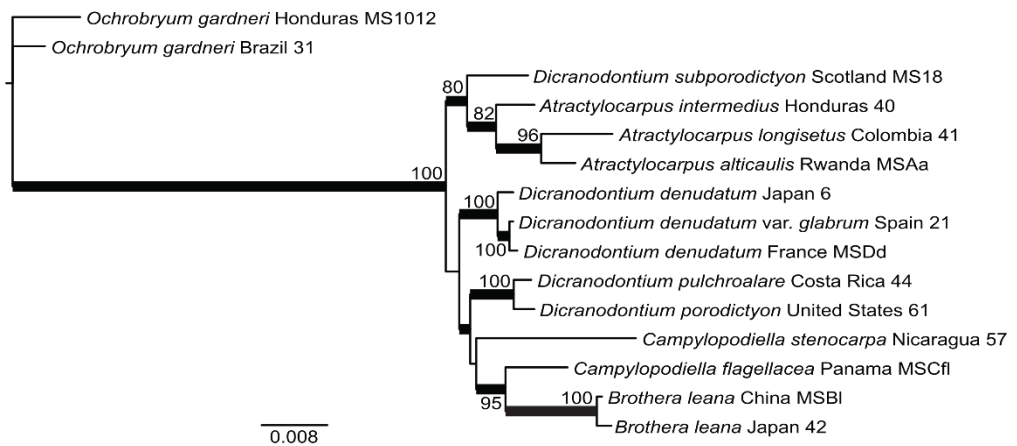 Ochrobryum gardneri Honduras MS1012
Ochrobryum gardneri Brazil 31
Dicranodontium subporodictyon Scotland MS18
80
Atractylocarpus intermedius Honduras 40
82
Atractylocarpus longisetus Colombia 41
96
Atractylocarpus alticaulis Rwanda MSAa
100
Dicranodontium denudatum Japan 6
100
Dicranodontium denudatum var. glabrum Spain 21
Dicranodontium denudatum France MSDd
100
Dicranodontium pulchroalare Costa Rica 44
100
Dicranodontium porodictyon United States 61
Campylopodiella stenocarpa Nicaragua 57
Campylopodiella flagellacea Panama MSCfl
Brothera leana China MSBl
100
95
Brothera leana Japan 42
0.008